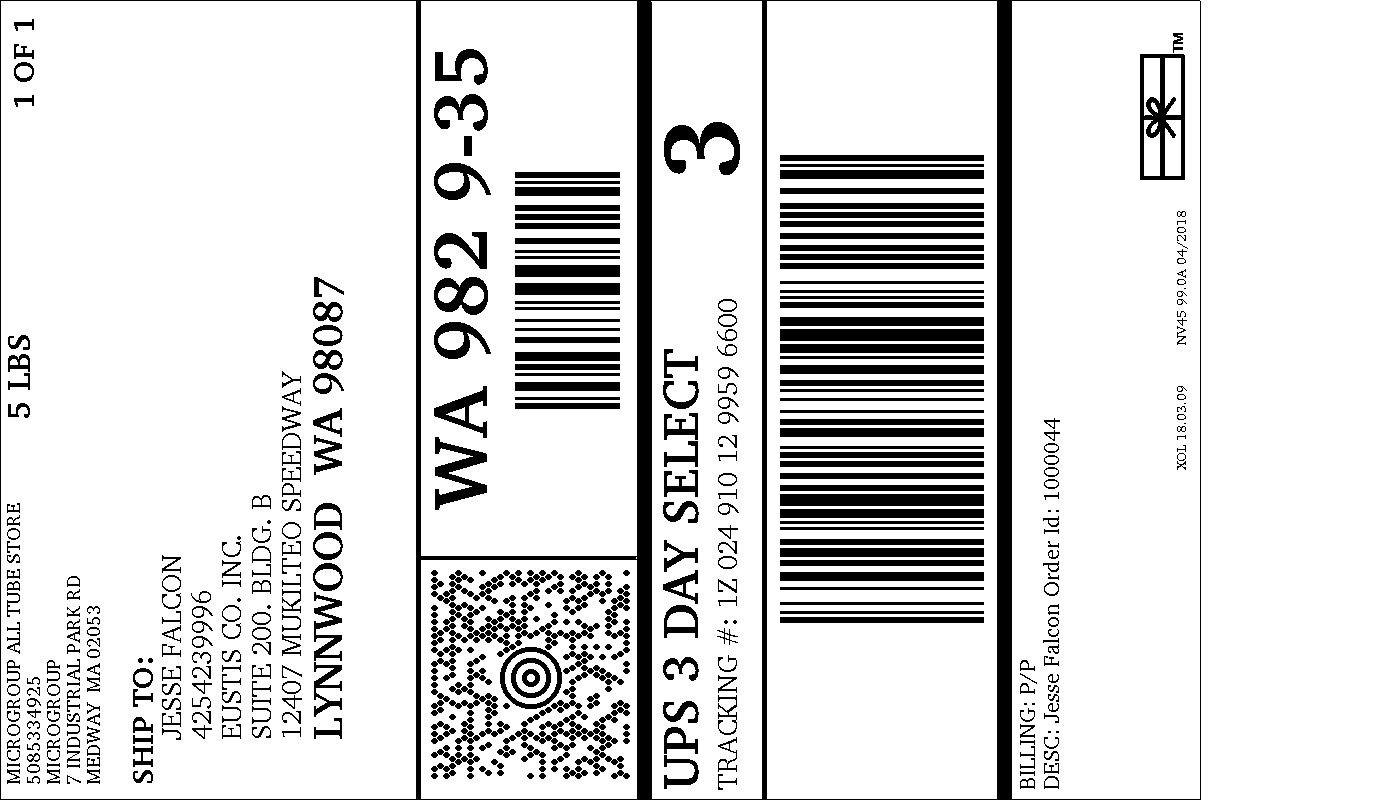 MICROGROUP ALL TUBE STORE
5085334925
MICROGROUP
7 INDUSTRIAL PARK RD
MEDWAY MA 02053
5 LBS
1 OF 1
SHIP TO:
JESSE FALCON
4254239996
EUSTIS CO. INC.
SUITE 200. BLDG. B
12407 MUKILTEO SPEEDWAY
LYNNWOOD WA 98087
WA 982 9-35
UPS 3 DAY SELECT
3
TRACKING #: 1Z 024 910 12 9959 6600
BILLING: P/P
DESC: Jesse Falcon Order Id: 1000044
XOL 18.03.09 NV45 99.0A 04/2018
TM